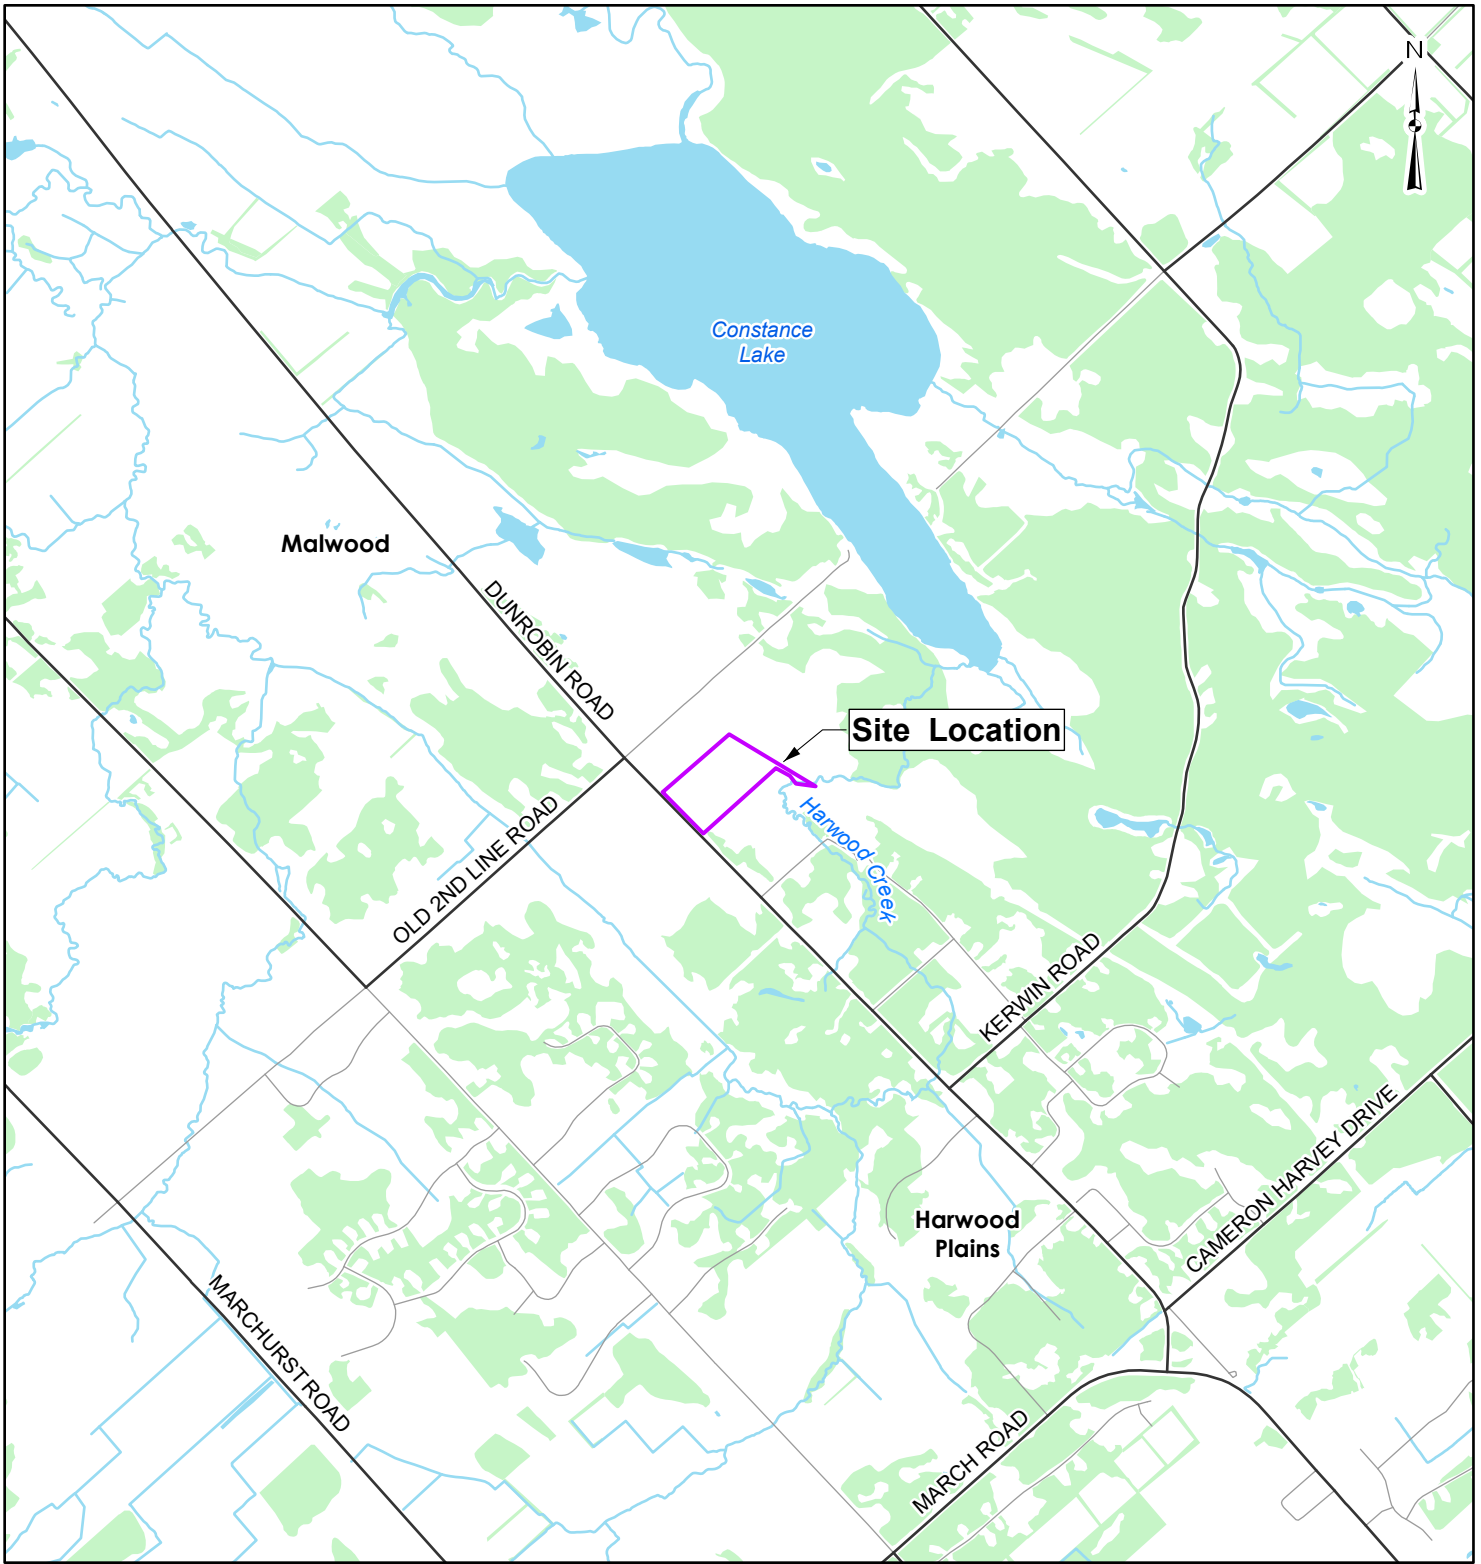 N
Constance
Lake
Malwood
DUNROBIN ROAD
Site Location
OLD 2ND LINE ROAD
Harwood Creek
KERWIN ROAD
CAMERON HARVEY DRIVE
Harwood
Plains
MARCHURST ROAD
MARCH ROAD